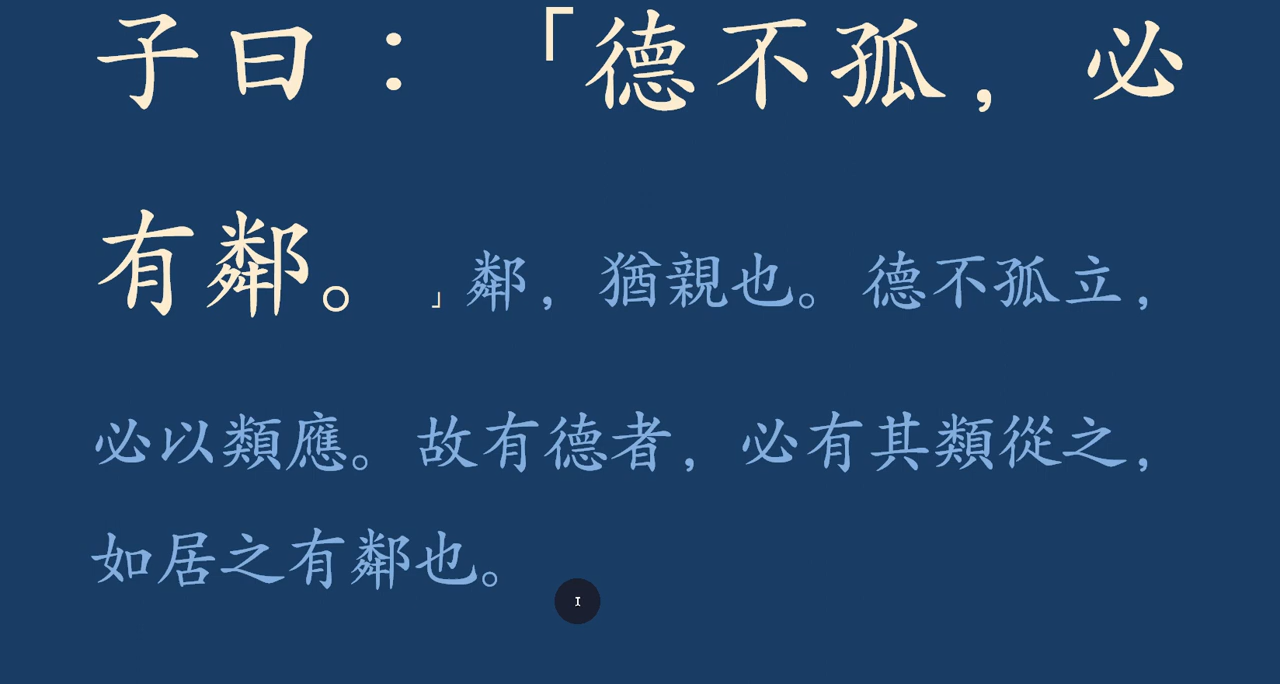 子曰：「德不孤，必
有鄰。」鄰，猶親也。德不孤立，
必以類應。故有德者，必有其類從之，
如居之有鄰也。